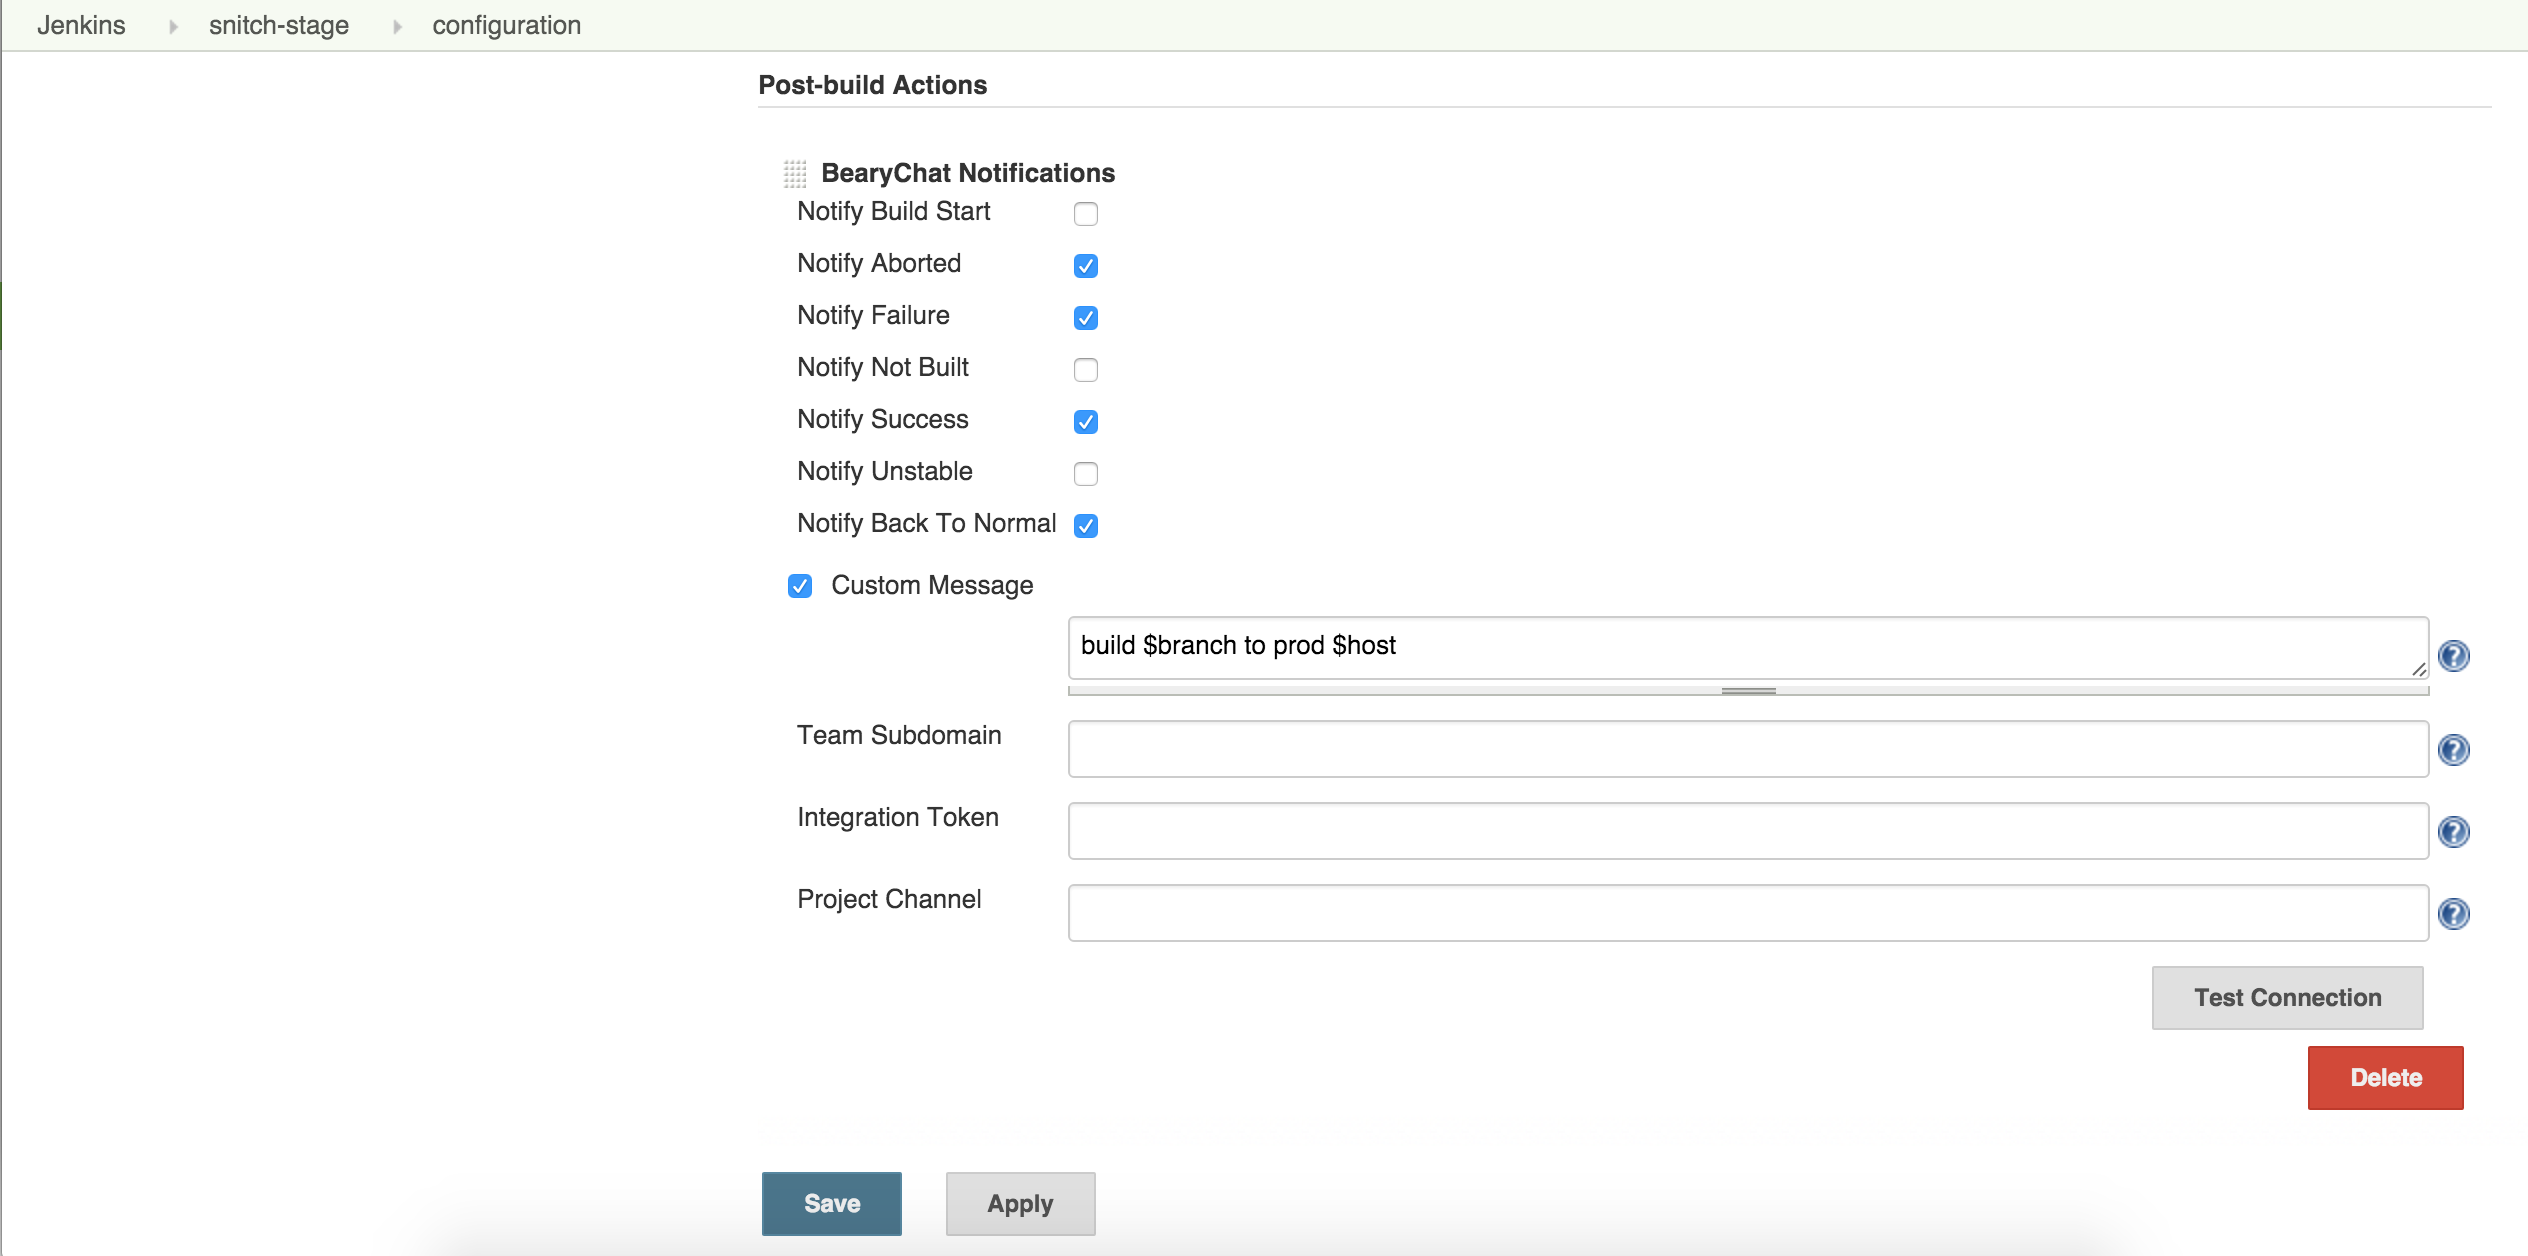 Jenkins snitch-stage configuration
Post-build Actions
BearyChat Notifications
Notify Build Start
Notify Aborted
Notify Failure
Notify Not Built
Notify Success
Notify Unstable
Notify Back To Normal
Custom Message
build $branch to prod $host
?
Team Subdomain
?
Integration Token
?
Project Channel
?
Test Connection
Delete
Save Apply